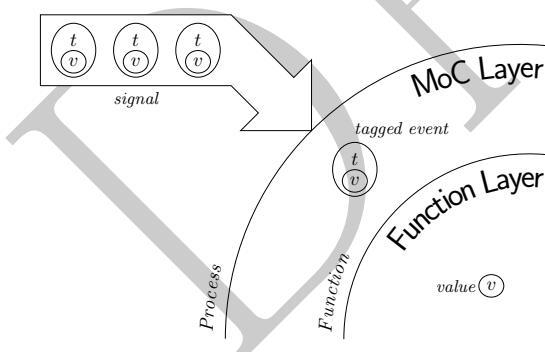 t t t
v v v
signal
MoC Layer
tagged event
t
v
Function Layer
Process
Function
value v